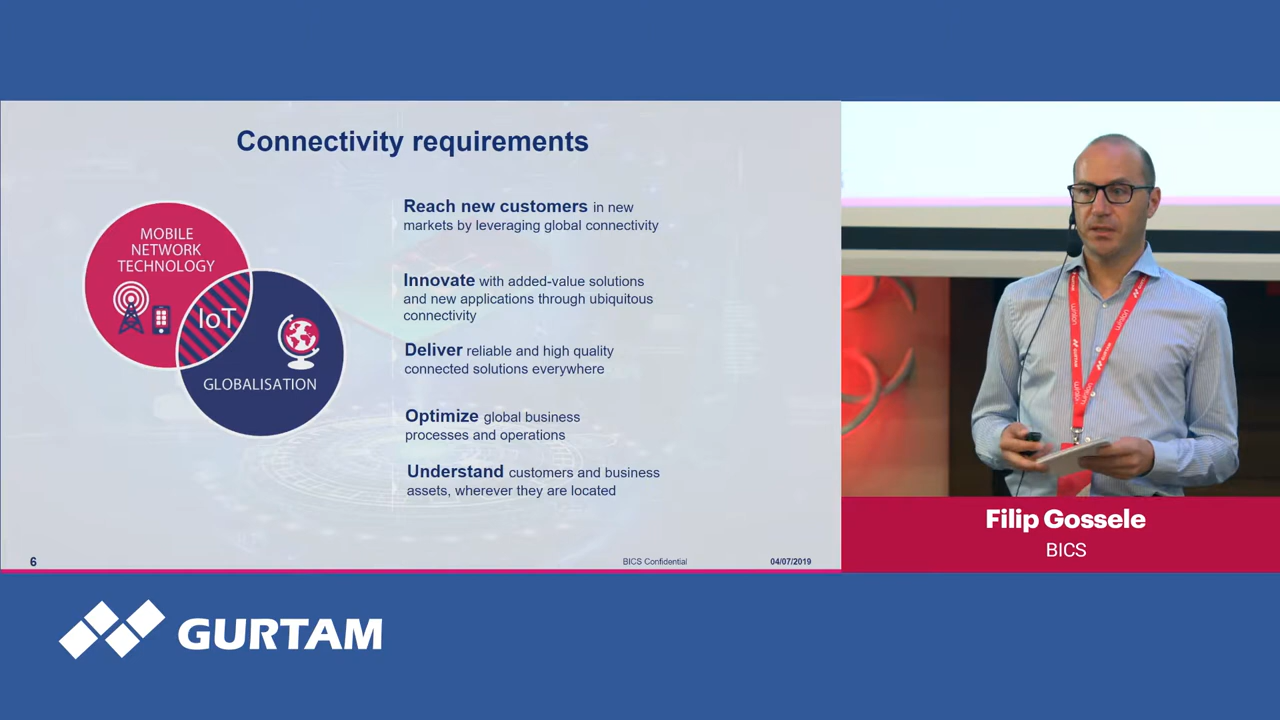 Connectivity requirements
MOBILE
NETWORK
TECHNOLOGY
IoT
GLOBALISATION
Reach new customers in new
markets by leveraging global connectivity
Innovate with added-value solutions
and new applications through ubiquitous
connectivity
Deliver reliable and high quality
connected solutions everywhere
Optimize global business
processes and operations
Understand customers and business
assets, wherever they are located
6
BICS Confidential
04/07/2019
Filip Gossele
BICS
GURTAM